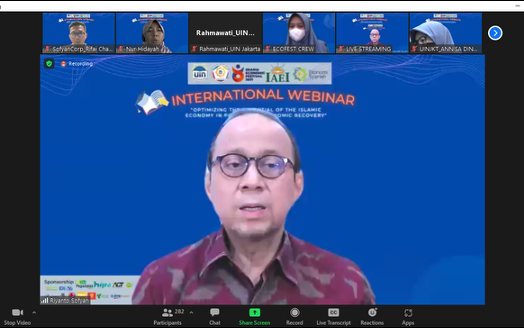 Rahmawati_UIN...
SofyanCorp_Rifai Cha...
Nur Hidayah
Rahmawati_UIN Jakarta
ECOFEST CREW
LIVE STREAMING
UINJKT_ANNISA DIN...
Recording
uin
IAEI
INTERNATIONAL WEBINAR
"OPTIMIZING THE POTENTIAL OF THE ISLAMIC
ECONOMY IN
ECONOMIC RECOVERY"
Sponsorship
Riyanto Sofyan
Stop Video
Participants
282
Chat
Share Screen
Record
CC
Live Transcript
Reactions
Apps